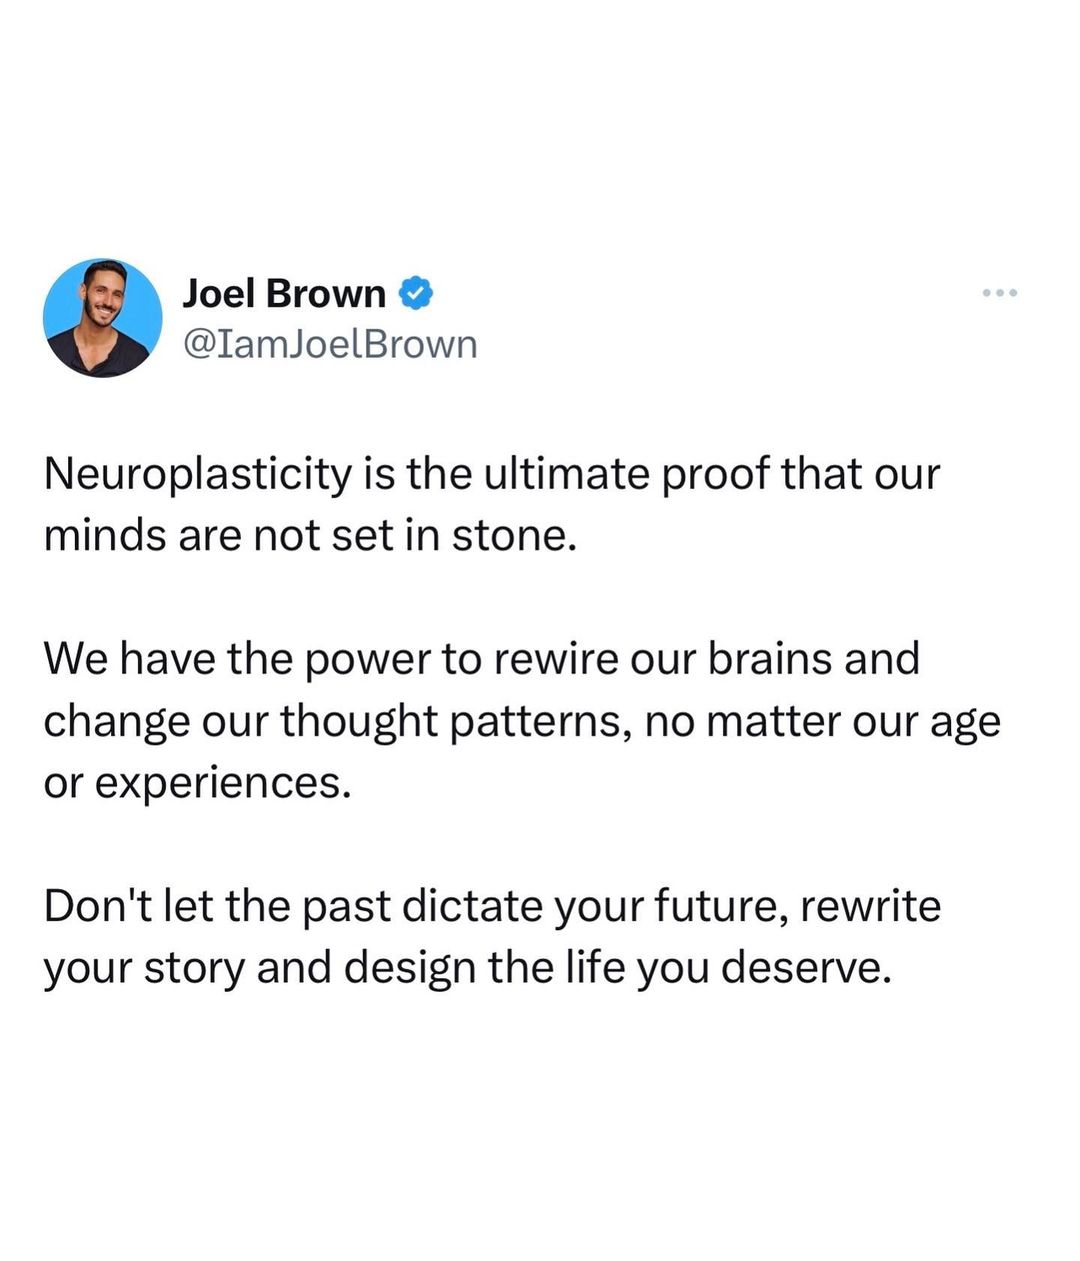 Joel Brown
@IamJoelBrown
Neuroplasticity is the ultimate proof that our
minds are not set in stone.
We have the power to rewire our brains and
change our thought patterns, no matter our age
or experiences.
Don't let the past dictate your future, rewrite
your story and design the life you deserve.